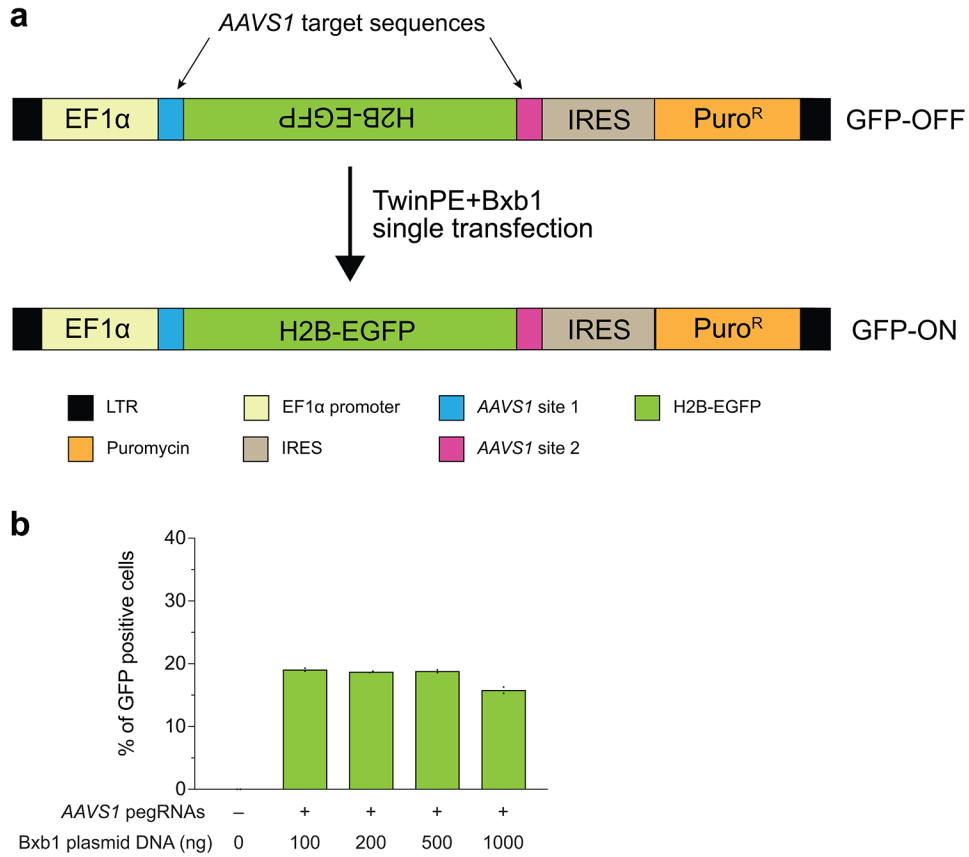 a
AAVS1 target sequences
EF1α H2B-EGFP IRES Puroᴿ GFP-OFF
TwinPE+Bxb1
single transfection
EF1α H2B-EGFP IRES Puroᴿ GFP-ON
LTR EF1α promoter AAVS1 site 1 H2B-EGFP
Puromycin IRES AAVS1 site 2
b
% of GFP positive cells
40
30
20
10
0
AAVS1 pegRNAs – + + + +
Bxb1 plasmid DNA (ng) 0 100 200 500 1000